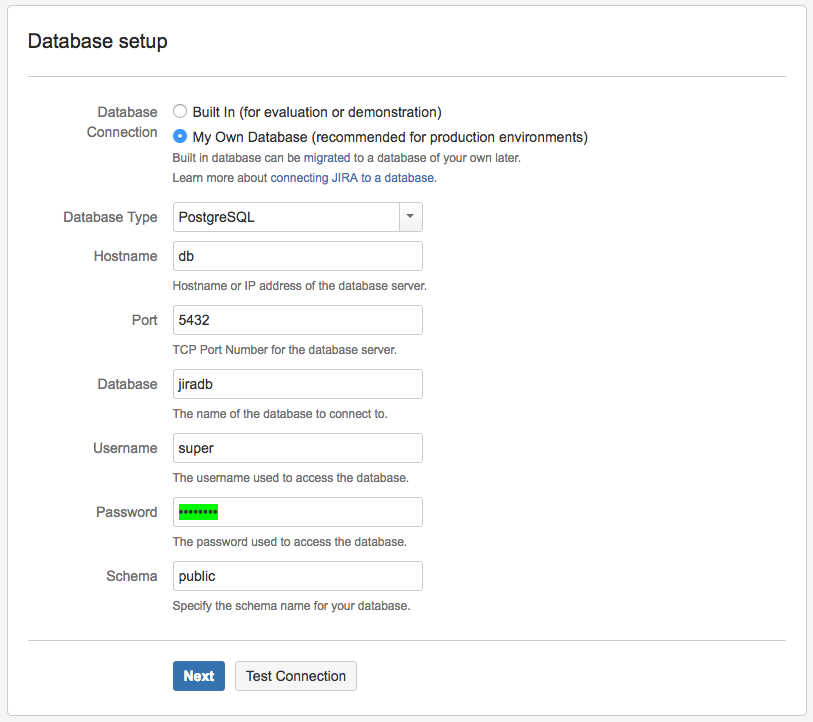 Database setup
Database Connection
Built In (for evaluation or demonstration)
My Own Database (recommended for production environments)
Built in database can be migrated to a database of your own later.
Learn more about connecting JIRA to a database.
Database Type PostgreSQL
Hostname db
Hostname or IP address of the database server.
Port 5432
TCP Port Number for the database server.
Database jiradb
The name of the database to connect to.
Username super
The username used to access the database.
Password ••••••••
The password used to access the database.
Schema public
Specify the schema name for your database.
Next Test Connection